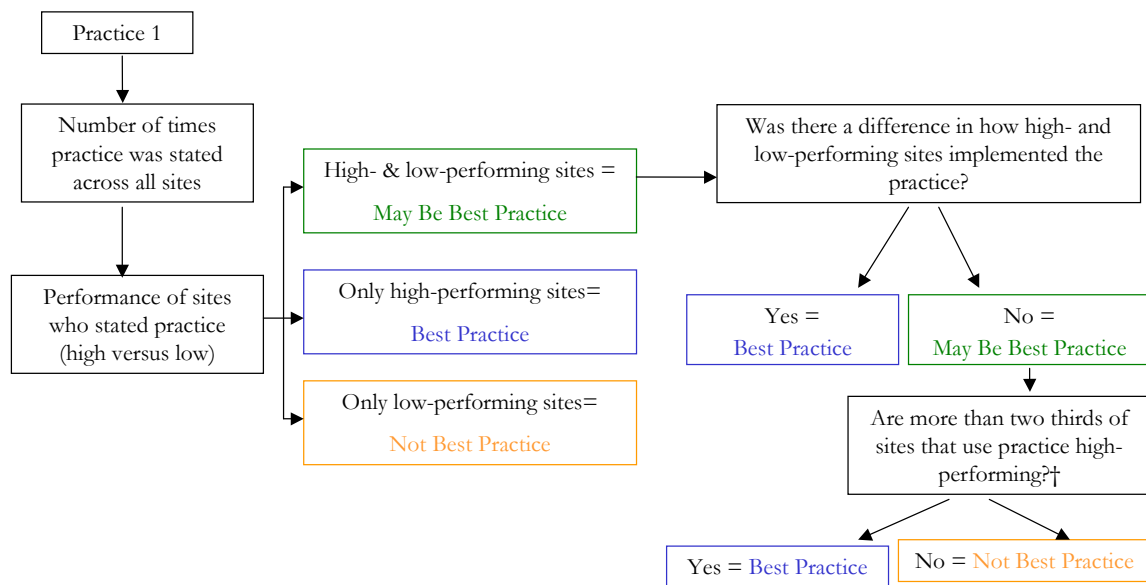 Practice 1
Number of times
practice was stated
across all sites
Performance of sites
who stated practice
(high versus low)
High- & low-performing sites =
May Be Best Practice
Only high-performing sites=
Best Practice
Only low-performing sites=
Not Best Practice
Was there a difference in how high- and
low-performing sites implemented the
practice?
Yes =
Best Practice
No =
May Be Best Practice
Are more than two thirds of
sites that use practice high-
performing?†
Yes = Best Practice
No = Not Best Practice